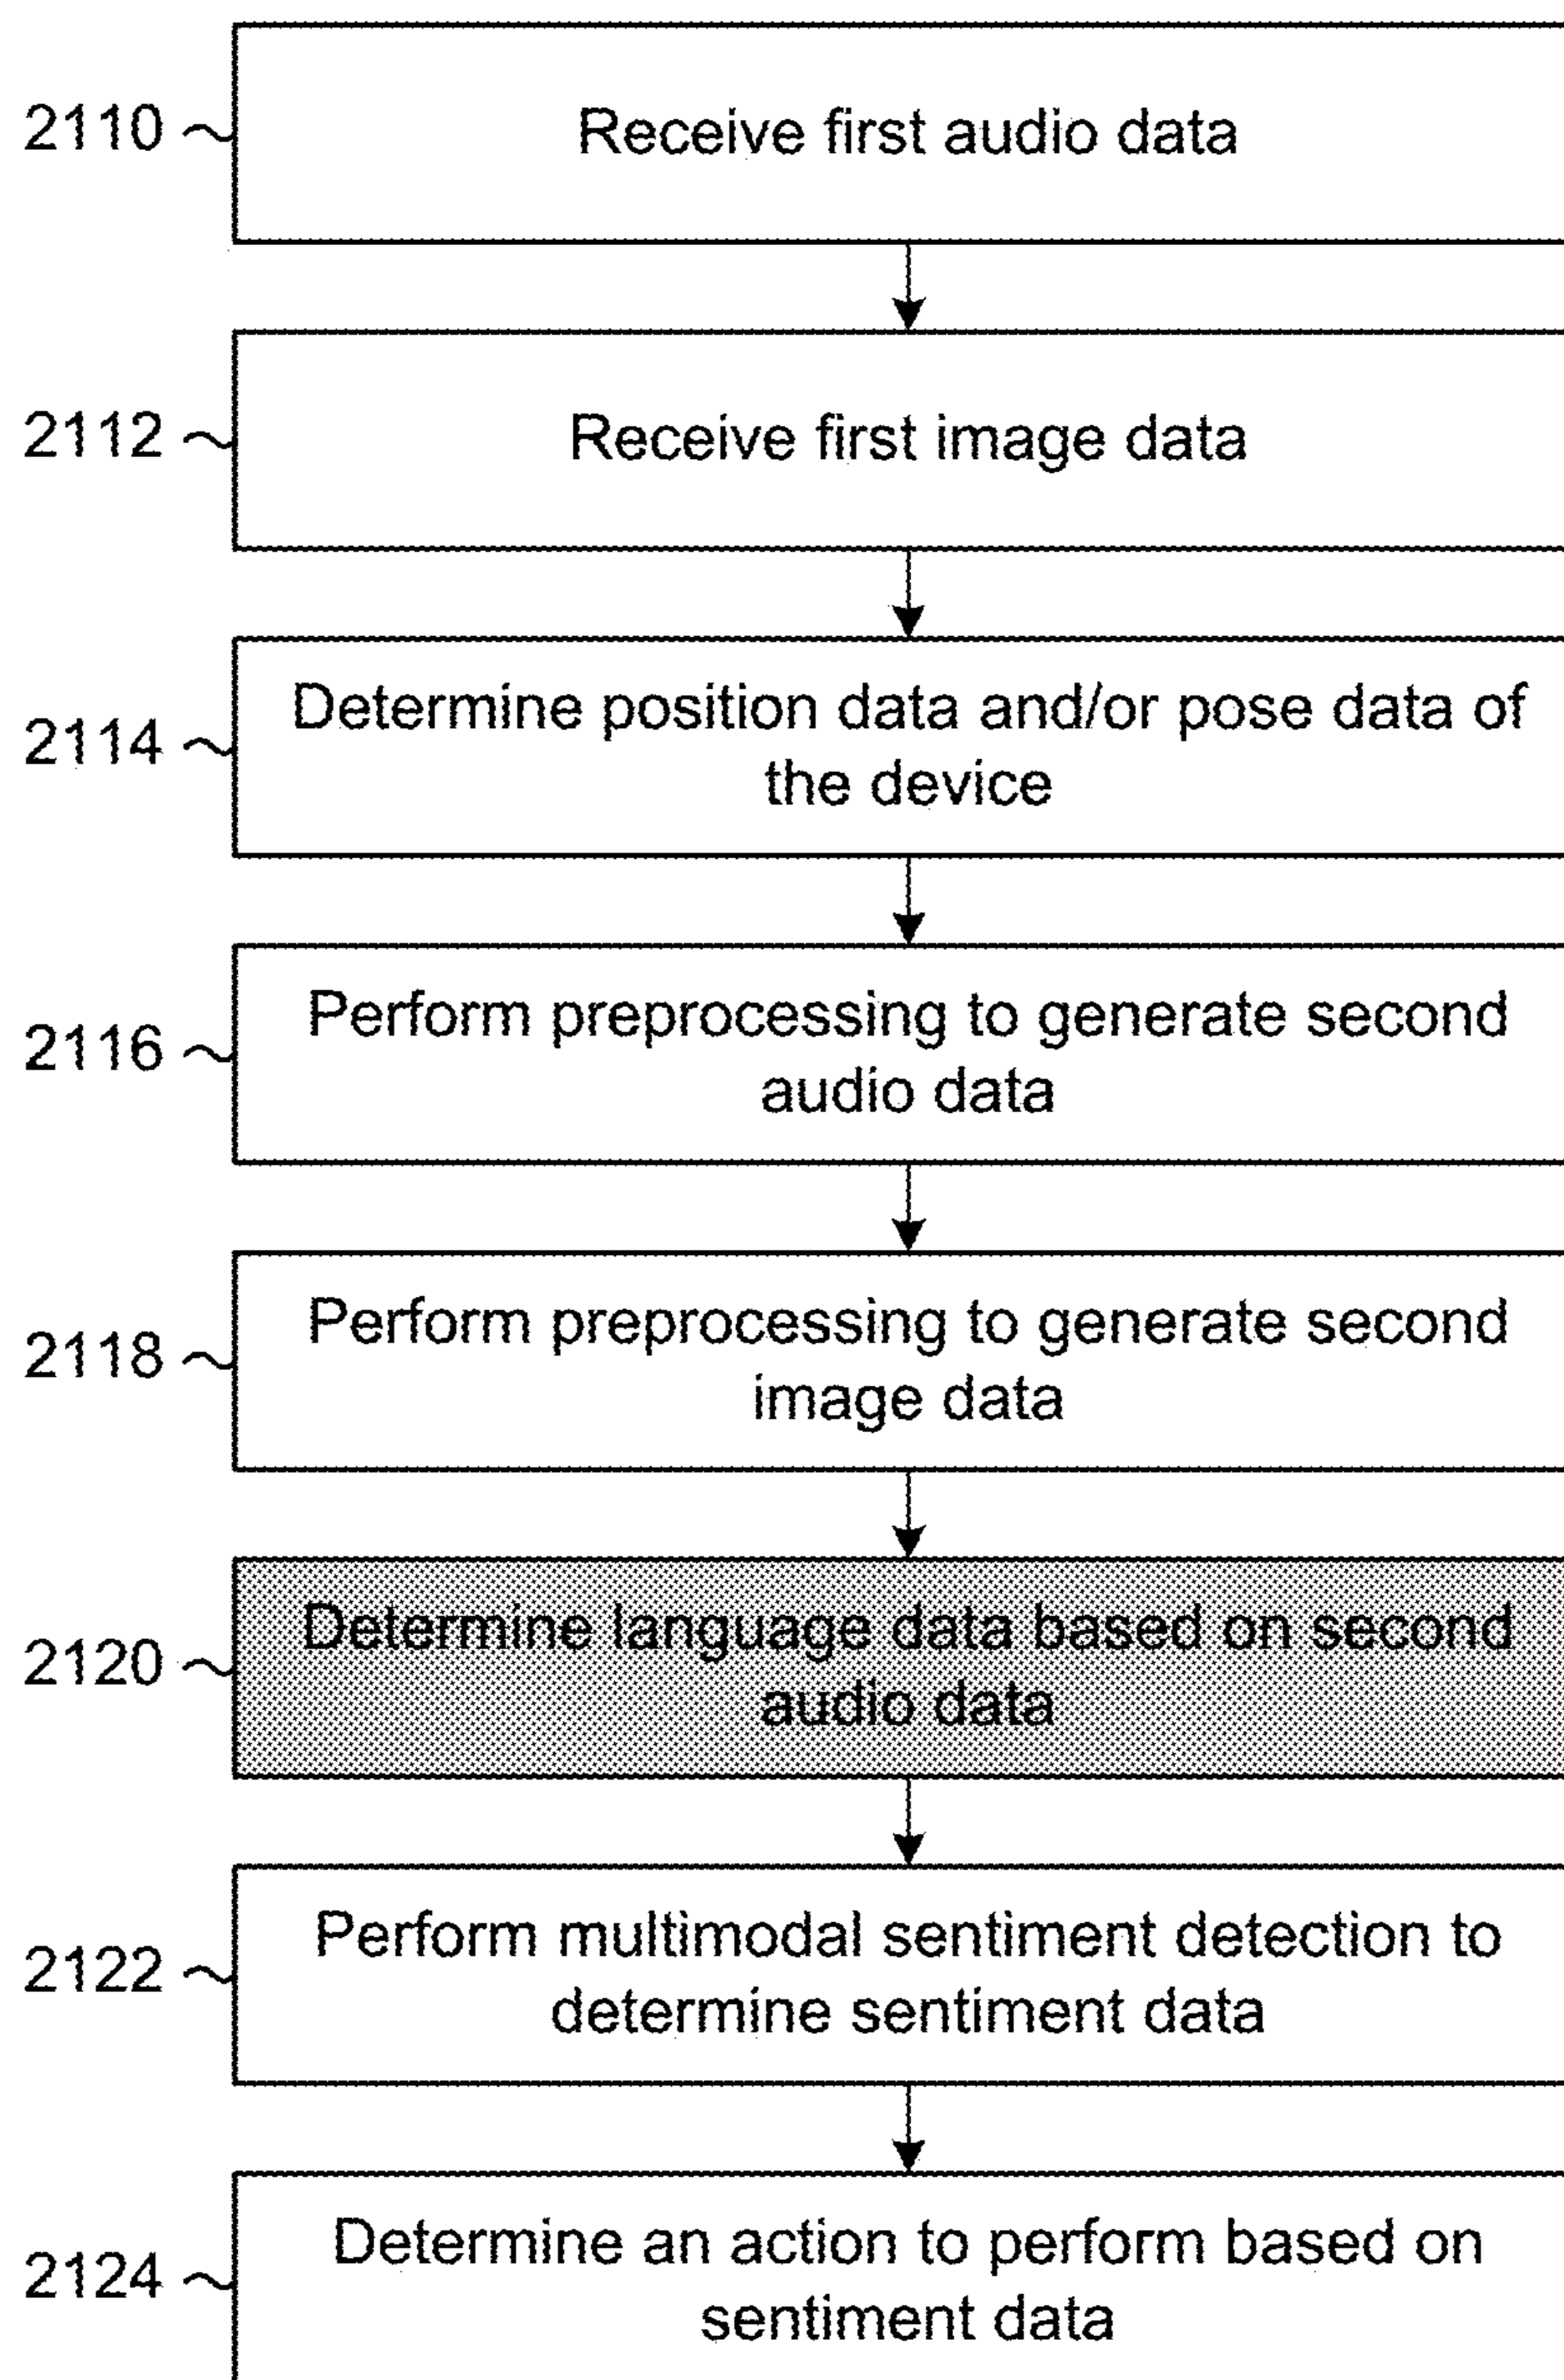 2110
Receive first audio data
2112
Receive first image data
2114
Determine position data and/or pose data of
the device
2116
Perform preprocessing to generate second
audio data
2118
Perform preprocessing to generate second
image data
2120
Determine language data based on second
audio data
2122
Perform multimodal sentiment detection to
determine sentiment data
2124
Determine an action to perform based on
sentiment data